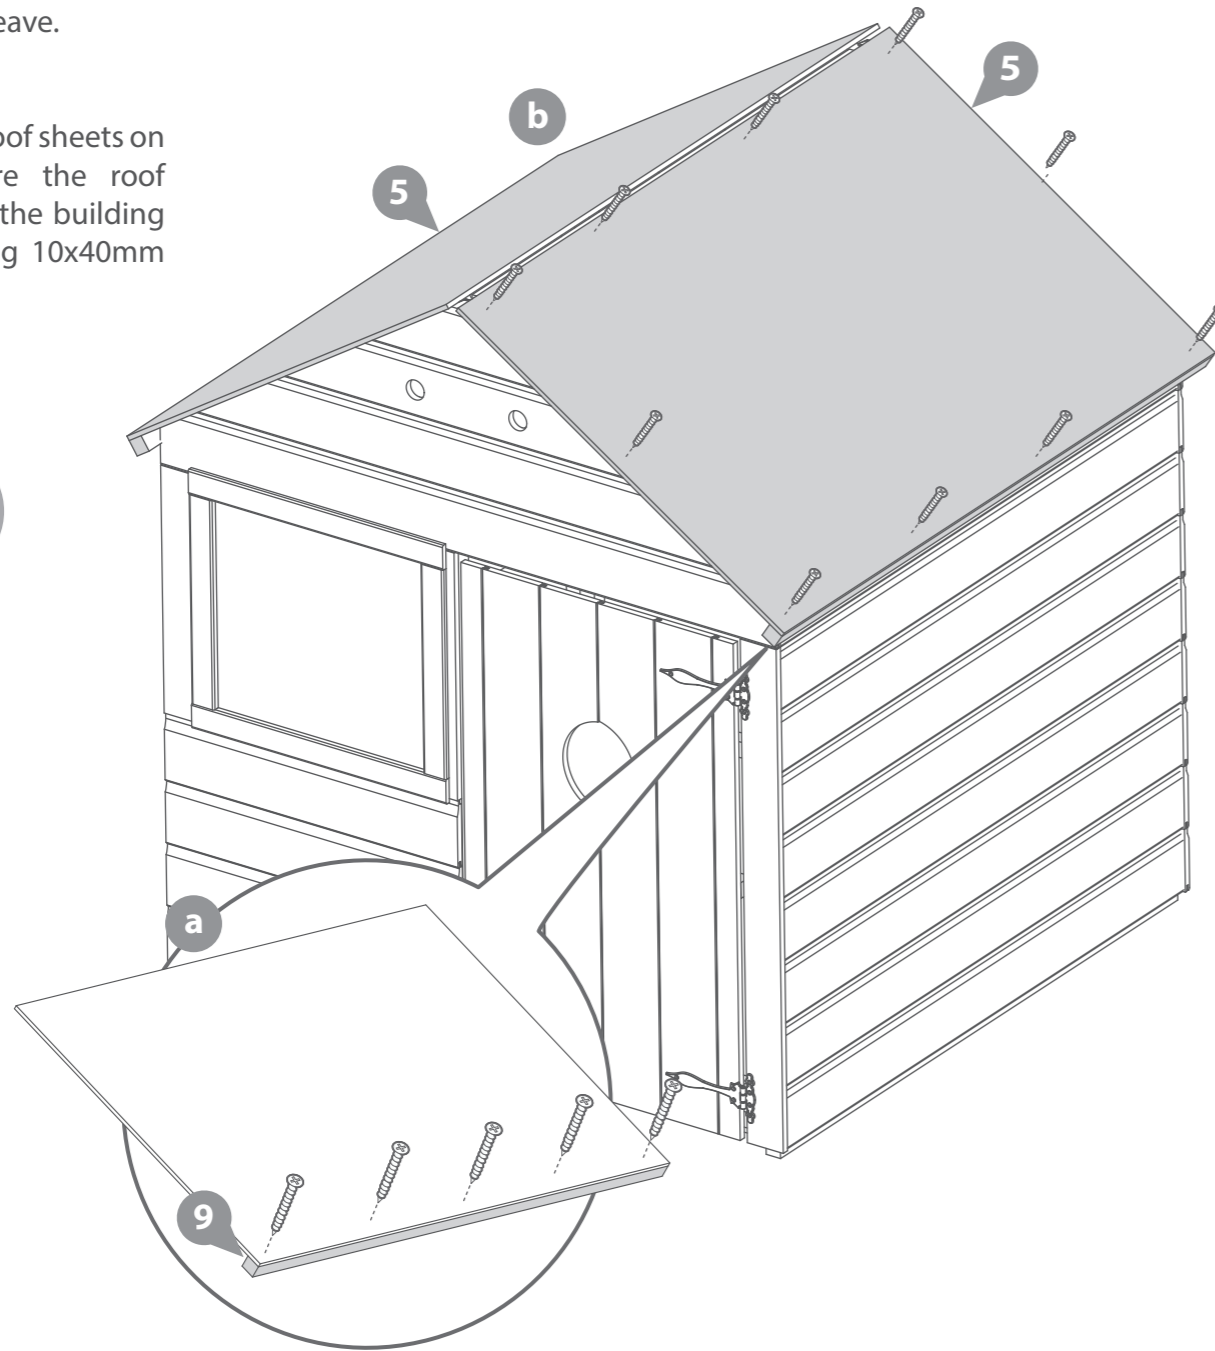 eave.
oof sheets on
re the roof
the building
g 10x40mm
b
5
5
a
9